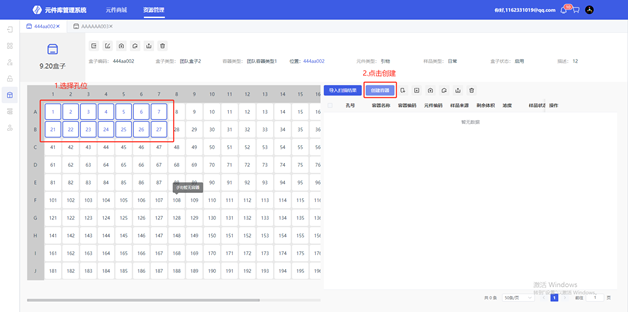 元件库管理系统 元件商城 资源管理 你好,1162331019@qq.com
444aa002 × AAAAAA003 ×
9.20盒子
盒子编码: 444aa002 盒子类型: 团队盒子2 容器类型: 团队容器类型1 位置: 444aa002 元件类型: 引物 样品类型: 日常 盒子状态: 启用 描述: 12
1.选择孔位
2.点击创建
导入扫描结果 创建容器
1 2 3 4 5 6 7 8 9 10 11 12 13 14 15 16
孔号 容器名称 容器编码 元件编码 样品来源 剩余体积 浓度 样品状态 操作
A 1 2 3 4 5 6 7 8 9 10 11 12 13 14 15 16
暂无数据
B 21 22 23 24 25 26 27 28 29 30 31 32 33 34 35 36
C 41 42 43 44 45 46 47 48 49 50 51 52 53 54 55 56
D 61 62 63 64 65 66 67 68 69 70 71 72 73 74 75 76
E 81 82 83 84 85 86 87 88 89 90 91 92 93 94 95 96
F 101 102 103 104 105 106 107 108 109 110 111 112 113 114 115 116
G 121 122 123 124 125 126 127 128 129 130 131 132 133 134 135 136
H 141 142 143 144 145 146 147 148 149 150 151 152 153 154 155 156
I 161 162 163 164 165 166 167 168 169 170 171 172 173 174 175 176
J 181 182 183 184 185 186 187 188 189 190 191 192 193 194 195 196
激活 Windows
共 0 条 50条/页 1 前往 1 页